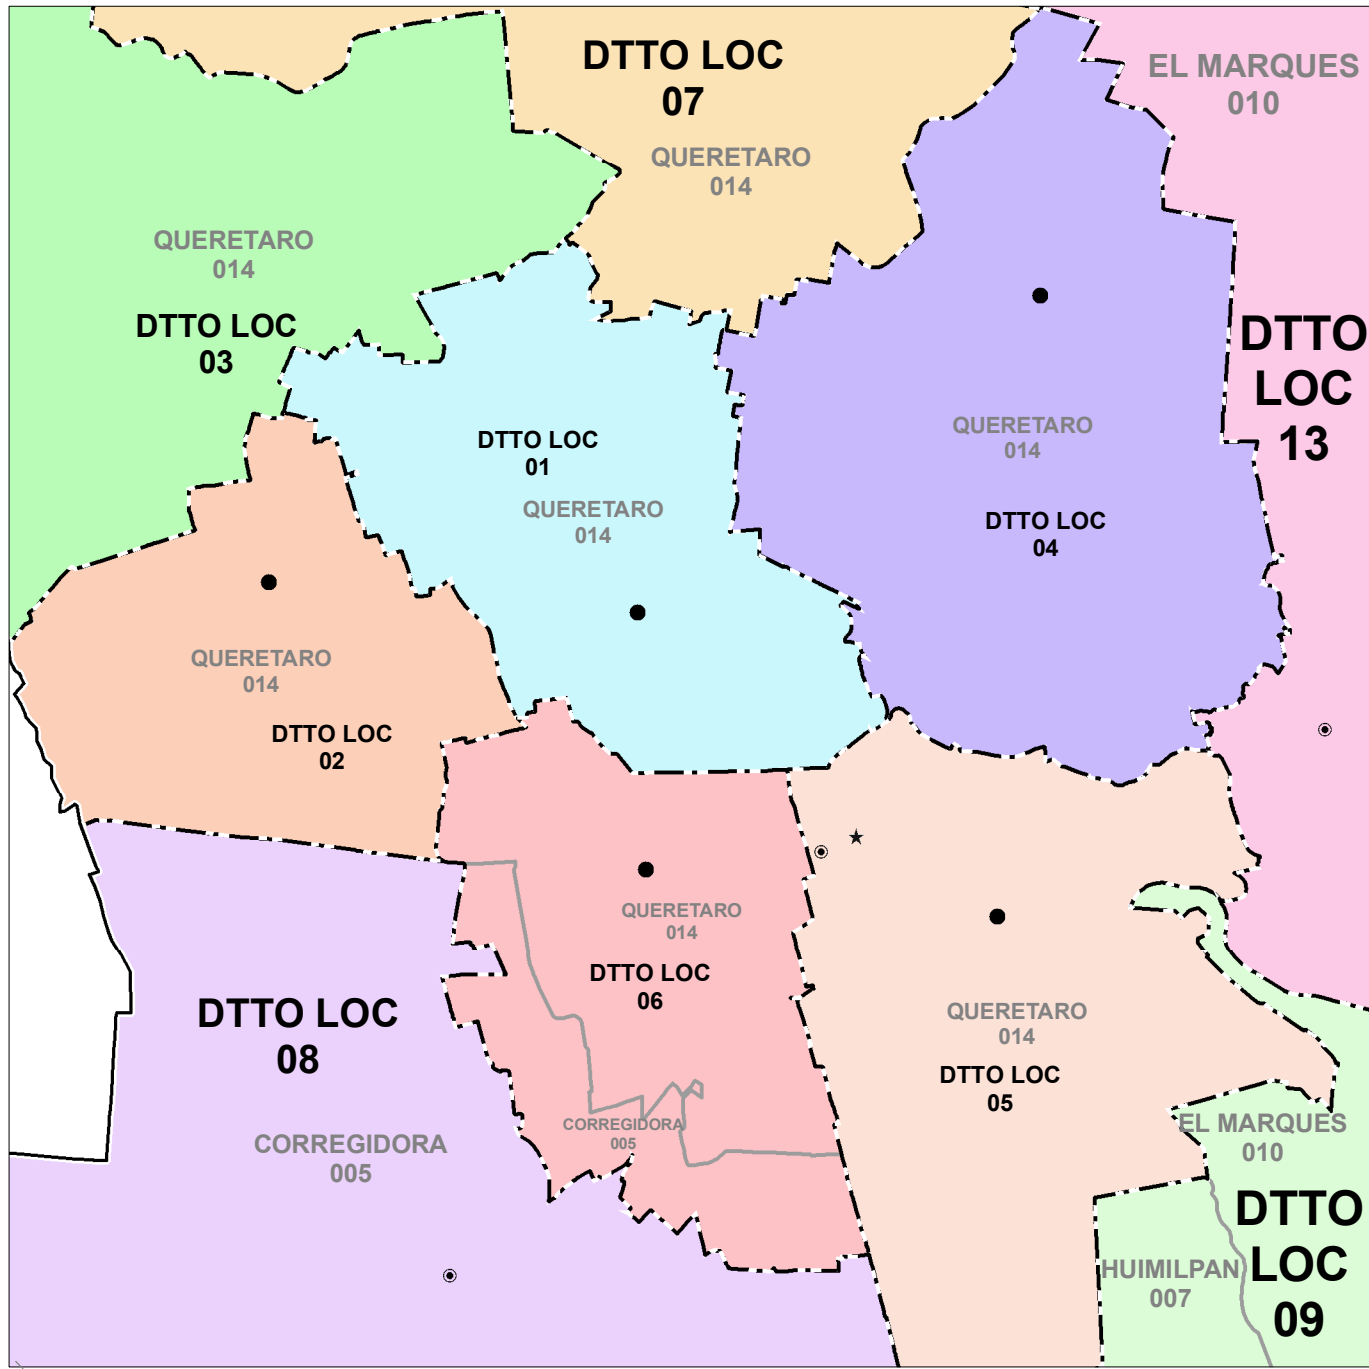 DTTO LOC
07
QUERETARO
014
EL MARQUES
010
QUERETARO
014
DTTO LOC
03
DTTO
LOC
13
DTTO LOC
01
QUERETARO
014
QUERETARO
014
DTTO LOC
04
QUERETARO
014
DTTO LOC
02
QUERETARO
014
DTTO LOC
06
DTTO LOC
08
QUERETARO
014
DTTO LOC
05
CORREGIDORA
005
CORREGIDORA
005
EL MARQUES
010
DTTO
LOC
09
HUIMILPAN
007